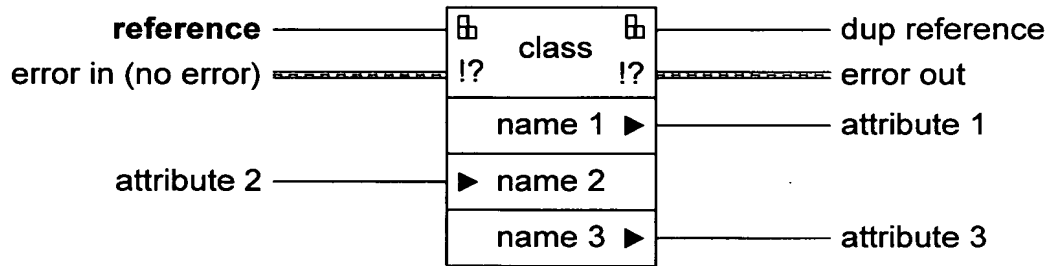 reference class dup reference
error in (no error) !? !? error out
name 1 attribute 1
attribute 2 name 2
name 3 attribute 3